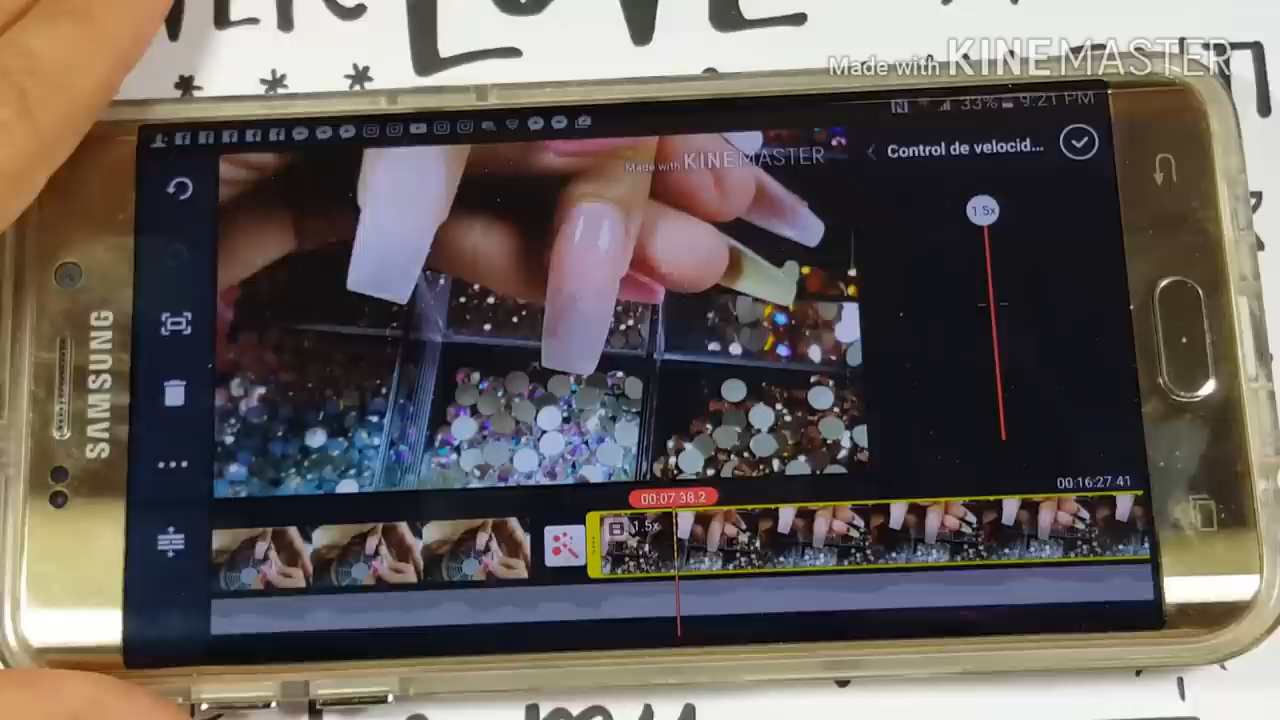 LOVE
Made with KINEMASTER
33% 9:21 PM
Made with KINEMASTER
Control de velocid...
1.5x
SAMSUNG
00:16:27.41
00:07:38.2
1.5x
my